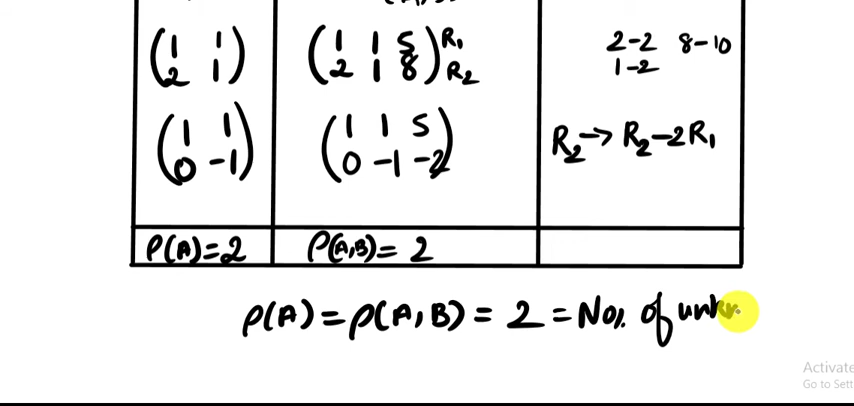 (1 1 (1 1 5 R₁ 2-2 8-10
2 1) 2 1 8) R₂ 1-2
(1 1 (1 1 5 R₂→R₂-2R₁
0 -1) 0 -1 -2)
ρ(A)=2 ρ(A,B)= 2
ρ(A)=ρ(A,B)= 2 = No. of unkn
Activate
Go to Sett